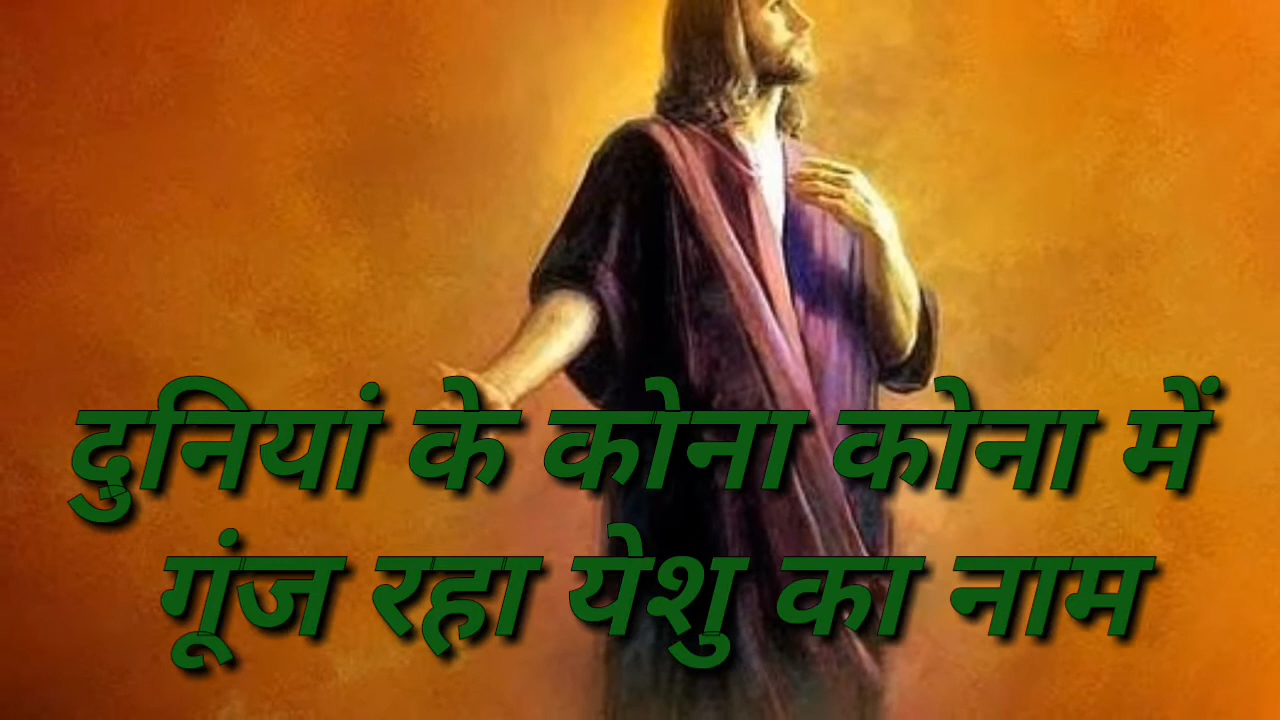 दुनियां के कोना कोना में
गूंज रहा येशु का नाम